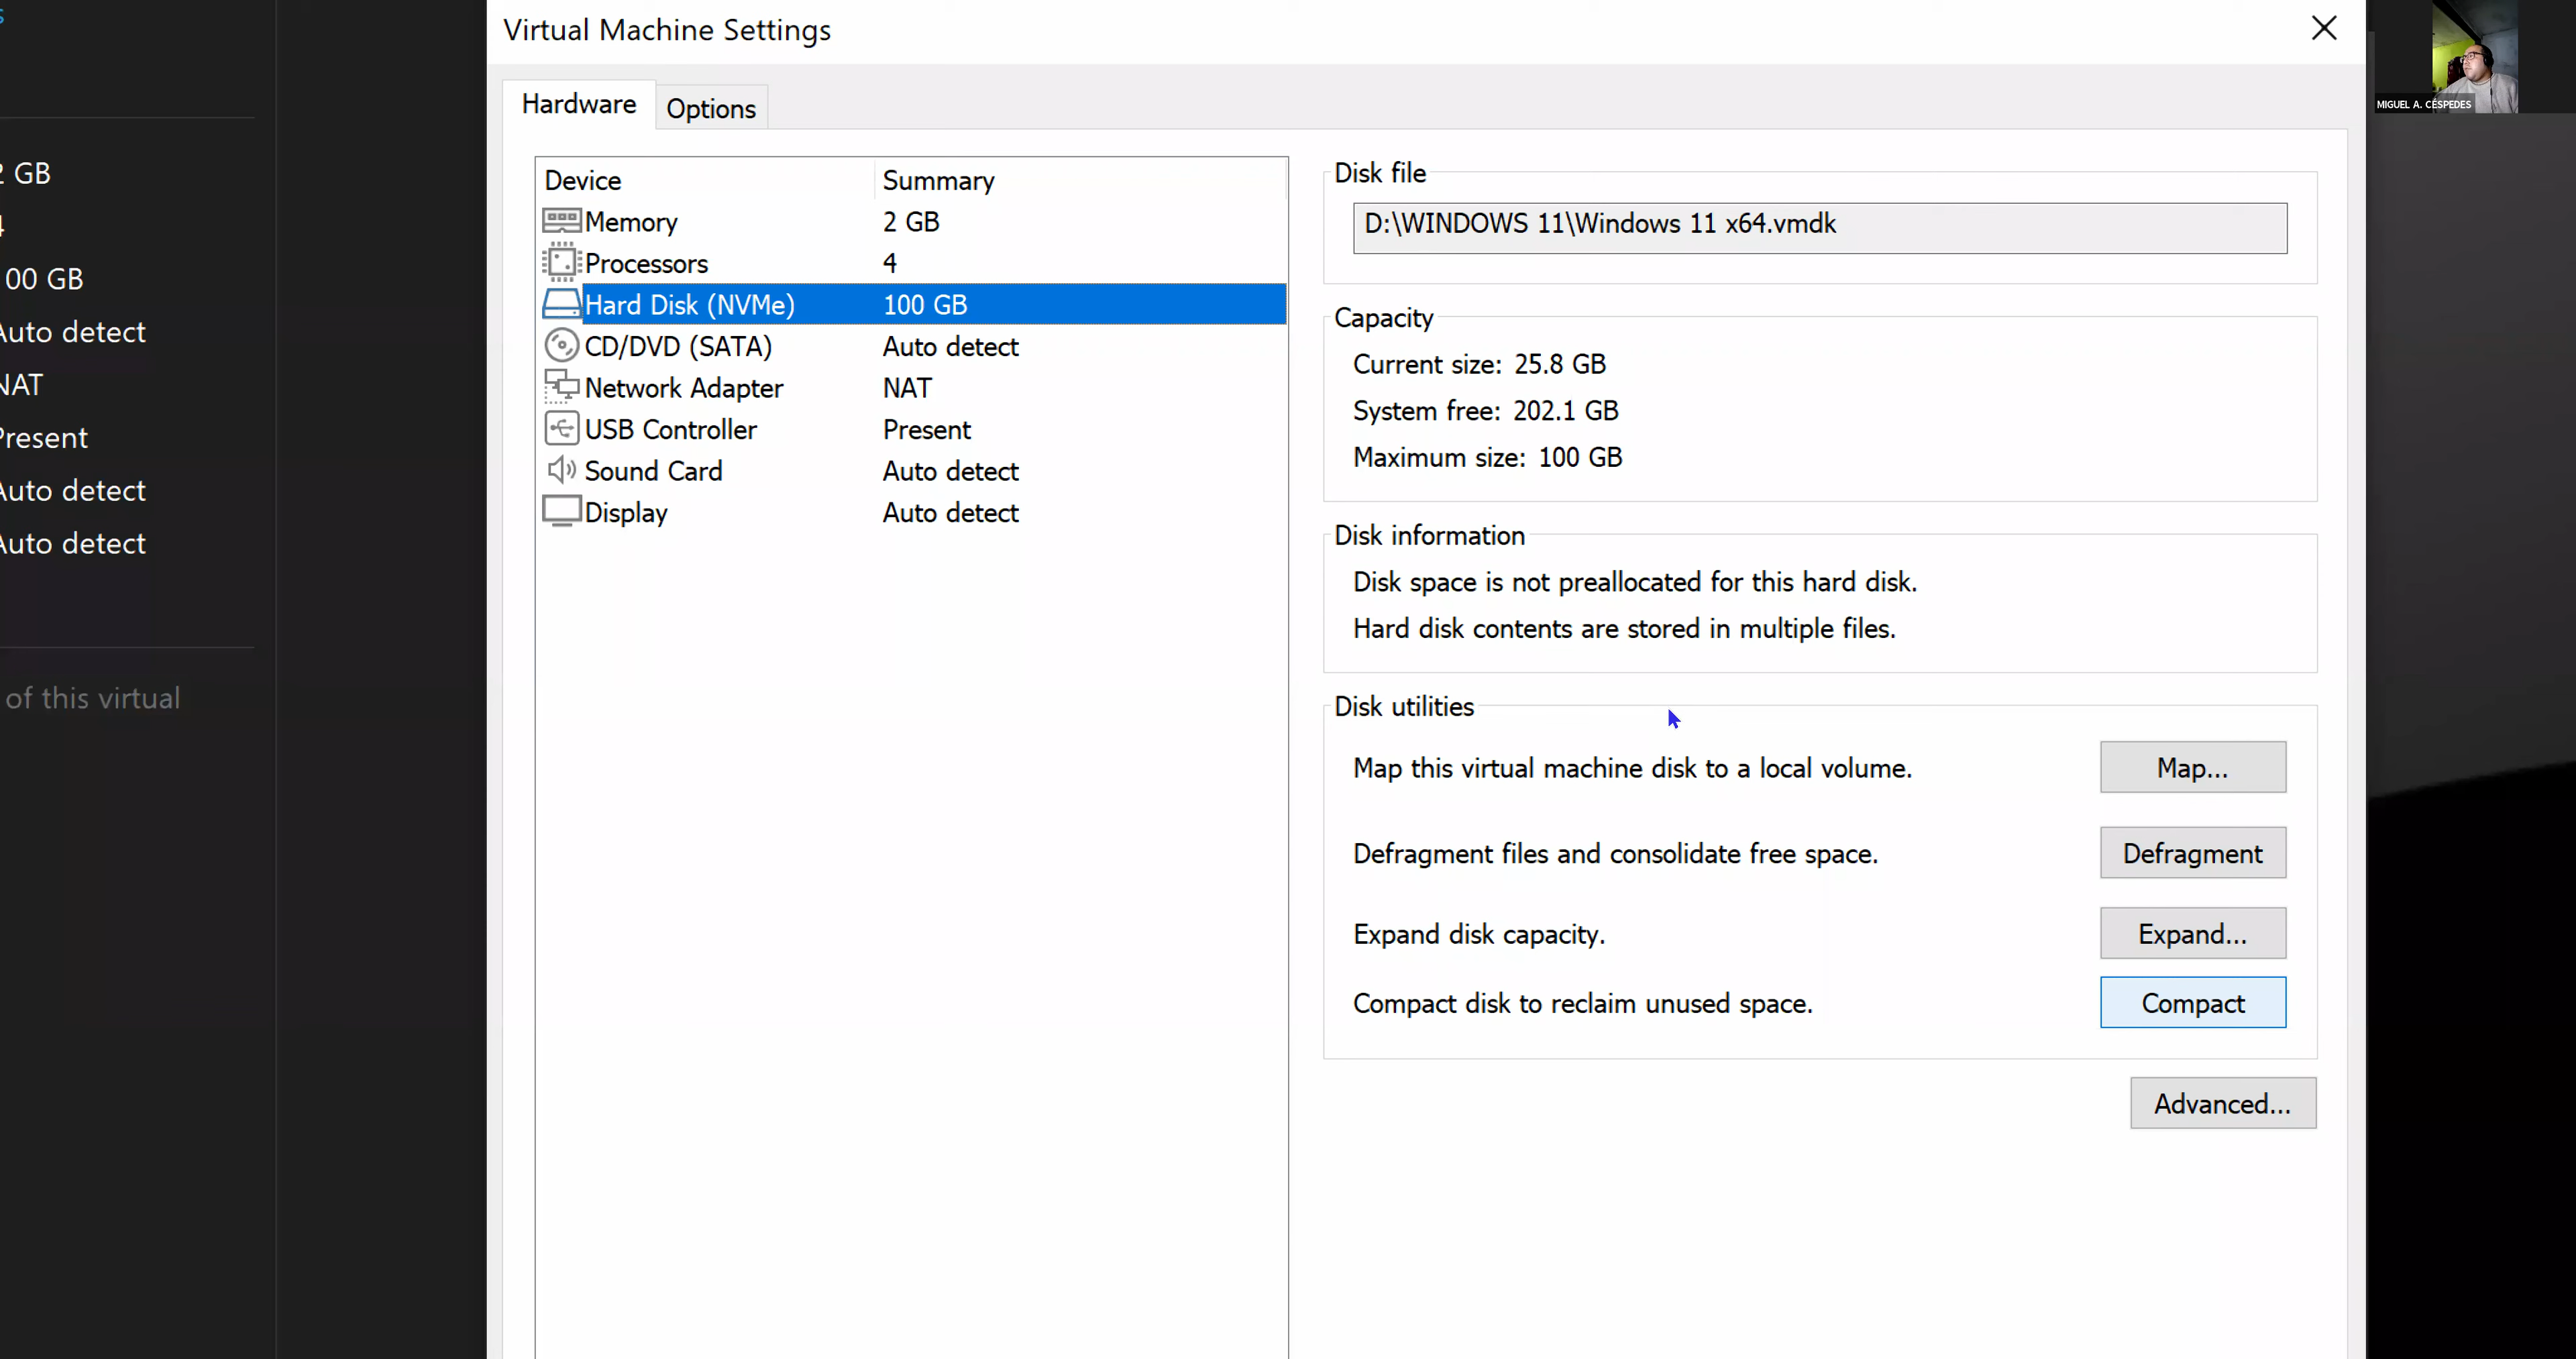 Virtual Machine Settings
MIGUEL A. CÉSPEDES
Hardware
Options
Device Summary
Memory 2 GB
Processors 4
Hard Disk (NVMe) 100 GB
CD/DVD (SATA) Auto detect
Network Adapter NAT
USB Controller Present
Sound Card Auto detect
Display Auto detect
Disk file
D:\WINDOWS 11\Windows 11 x64.vmdk
Capacity
Current size: 25.8 GB
System free: 202.1 GB
Maximum size: 100 GB
Disk information
Disk space is not preallocated for this hard disk.
Hard disk contents are stored in multiple files.
Disk utilities
Map this virtual machine disk to a local volume. Map...
Defragment files and consolidate free space. Defragment
Expand disk capacity. Expand...
Compact disk to reclaim unused space. Compact
Advanced...
2 GB
4
00 GB
Auto detect
NAT
Present
Auto detect
Auto detect
of this virtual